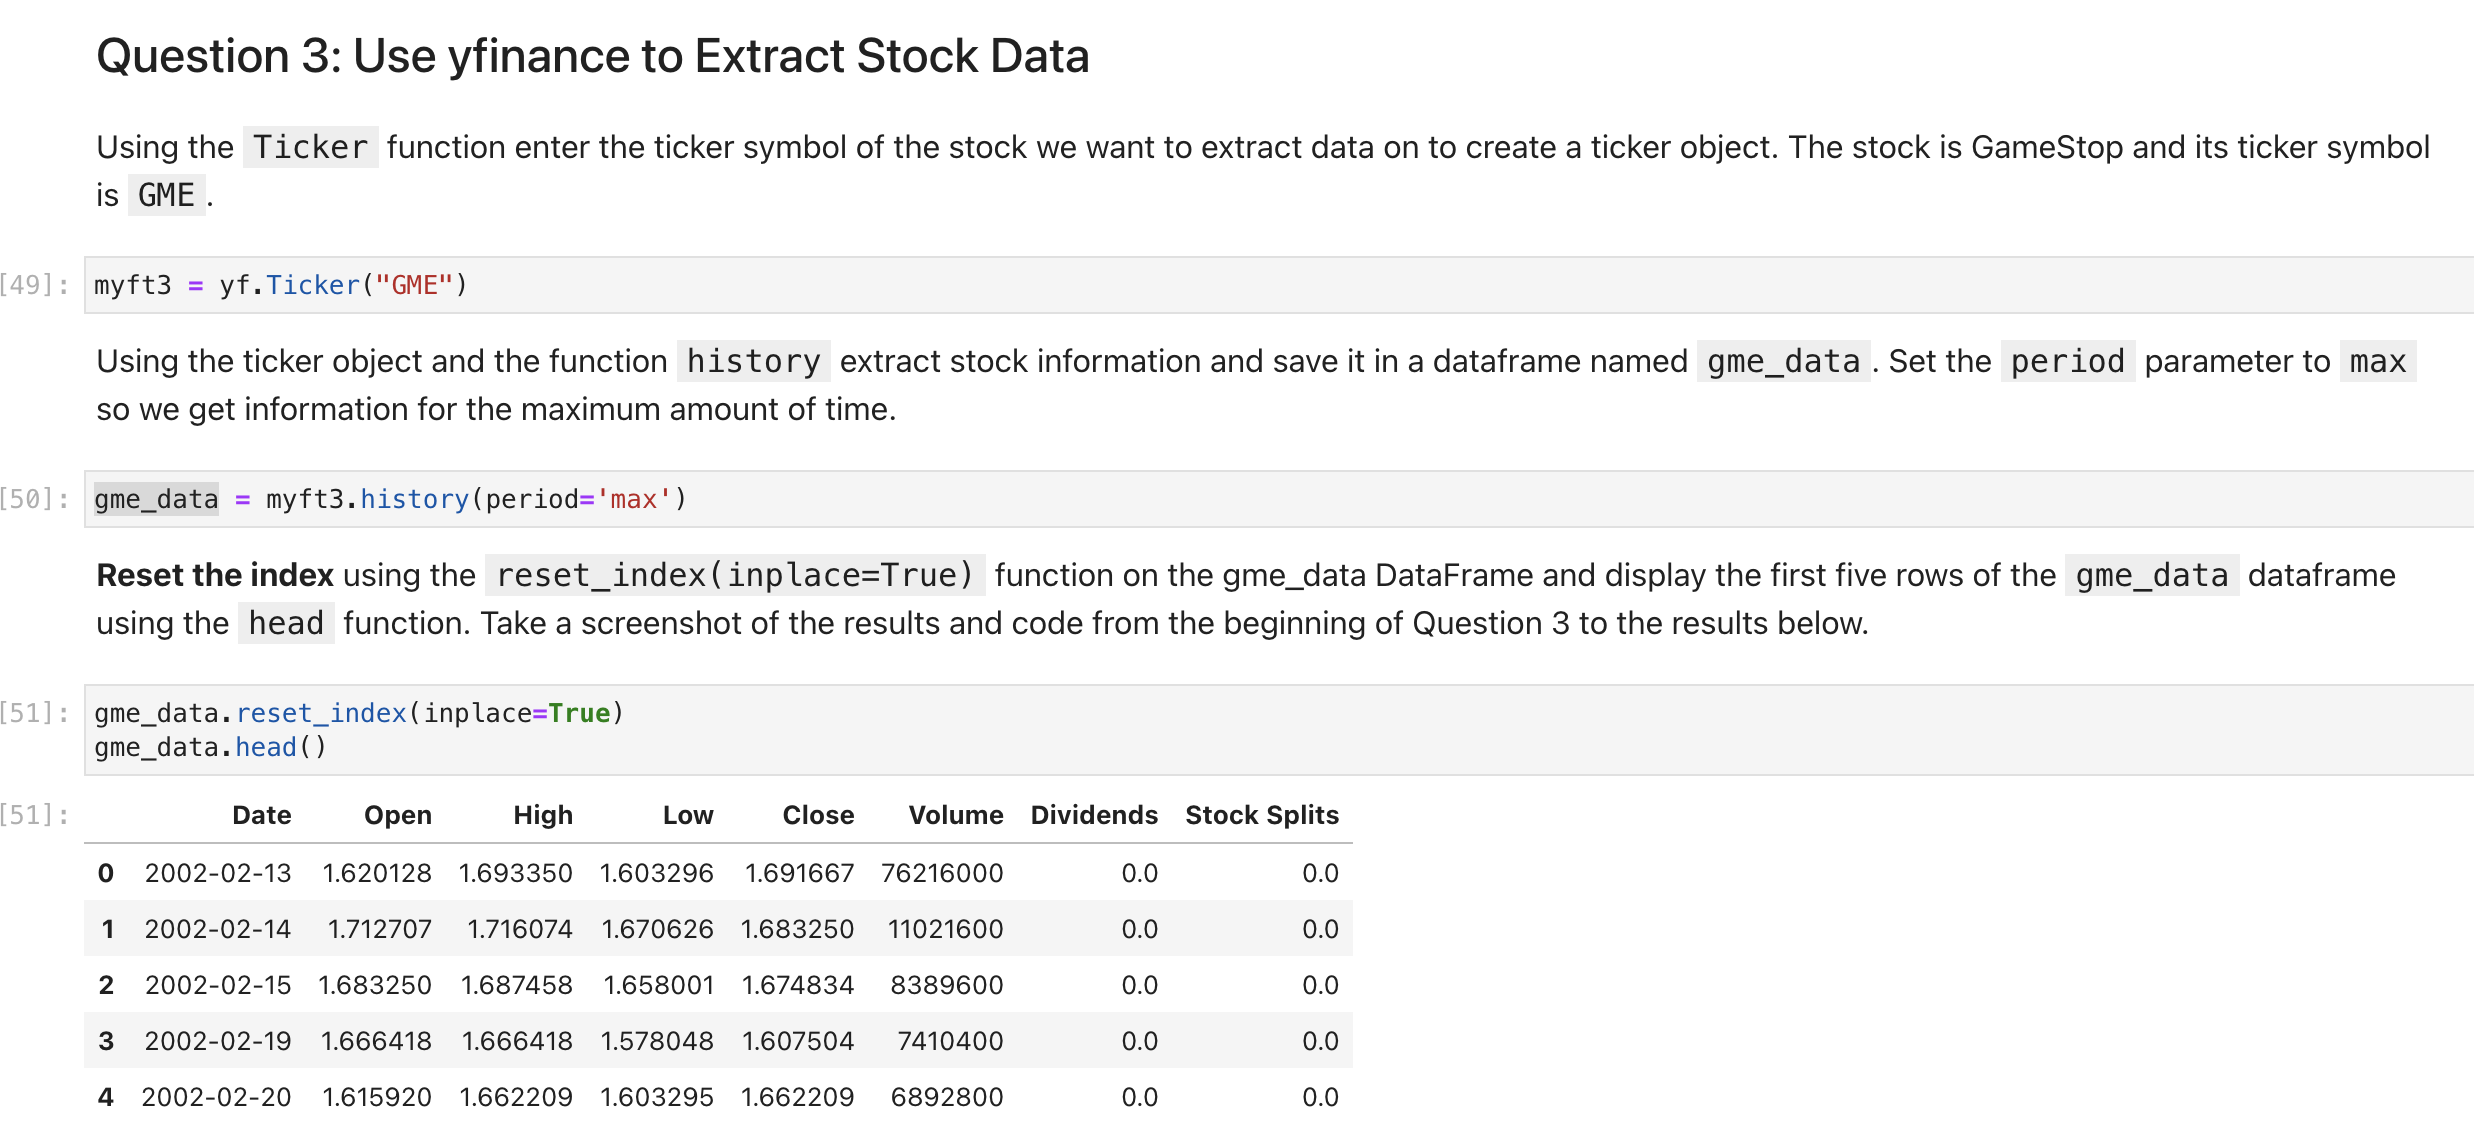 Question 3: Use yfinance to Extract Stock Data
Using the Ticker function enter the ticker symbol of the stock we want to extract data on to create a ticker object. The stock is GameStop and its ticker symbol
is GME.
[49]: myft3 = yf.Ticker("GME")
Using the ticker object and the function history extract stock information and save it in a dataframe named gme_data. Set the period parameter to max
so we get information for the maximum amount of time.
[50]: gme_data = myft3.history(period='max')
Reset the index using the reset_index(inplace=True) function on the gme_data DataFrame and display the first five rows of the gme_data dataframe
using the head function. Take a screenshot of the results and code from the beginning of Question 3 to the results below.
[51]: gme_data.reset_index(inplace=True)
gme_data.head()
[51]: Date Open High Low Close Volume Dividends Stock Splits
0 2002-02-13 1.620128 1.693350 1.603296 1.691667 76216000 0.0 0.0
1 2002-02-14 1.712707 1.716074 1.670626 1.683250 11021600 0.0 0.0
2 2002-02-15 1.683250 1.687458 1.658001 1.674834 8389600 0.0 0.0
3 2002-02-19 1.666418 1.666418 1.578048 1.607504 7410400 0.0 0.0
4 2002-02-20 1.615920 1.662209 1.603295 1.662209 6892800 0.0 0.0